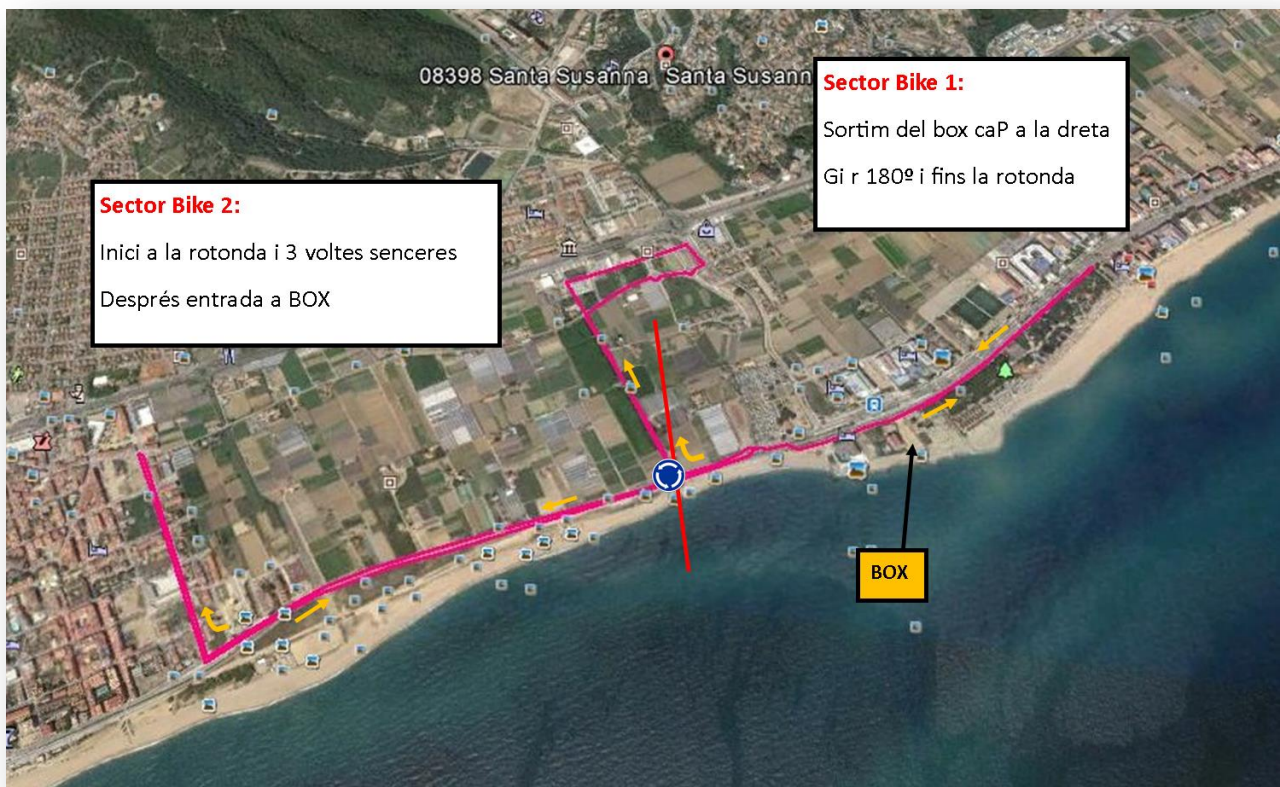 08398 Santa Susanna Santa Susann
Sector Bike 1:
Sortim del box caP a la dreta
Gi r 180º i fins la rotonda
Sector Bike 2:
Inici a la rotonda i 3 voltes senceres
Després entrada a BOX
BOX